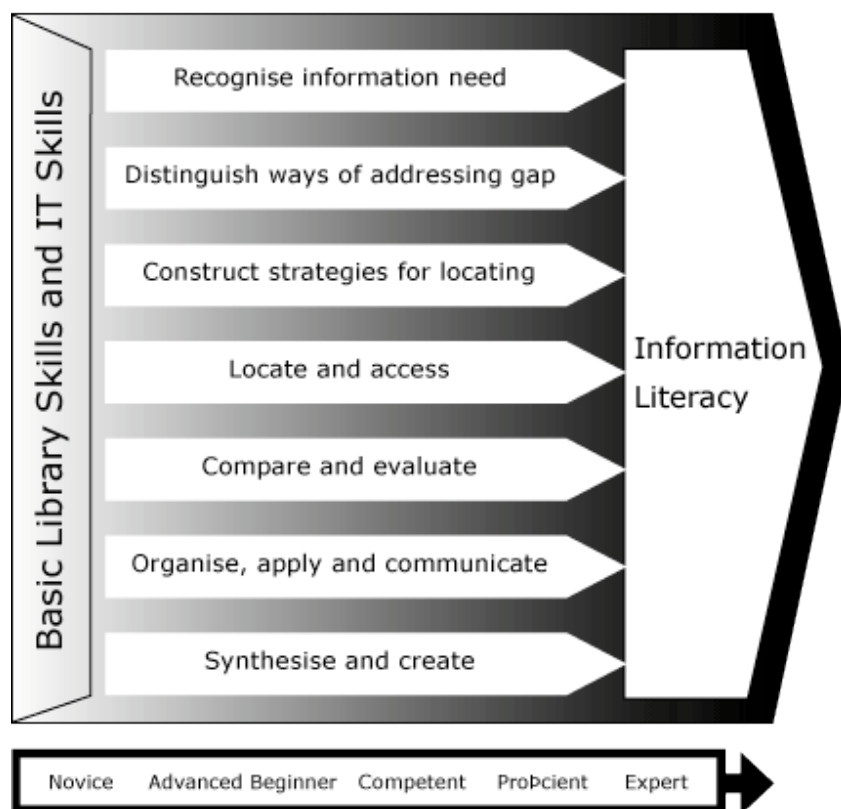 Basic Library Skills and IT Skills
Recognise information need
Distinguish ways of addressing gap
Construct strategies for locating
Locate and access
Compare and evaluate
Organise, apply and communicate
Synthesise and create
Information
Literacy
Novice Advanced Beginner Competent ProÞcient Expert